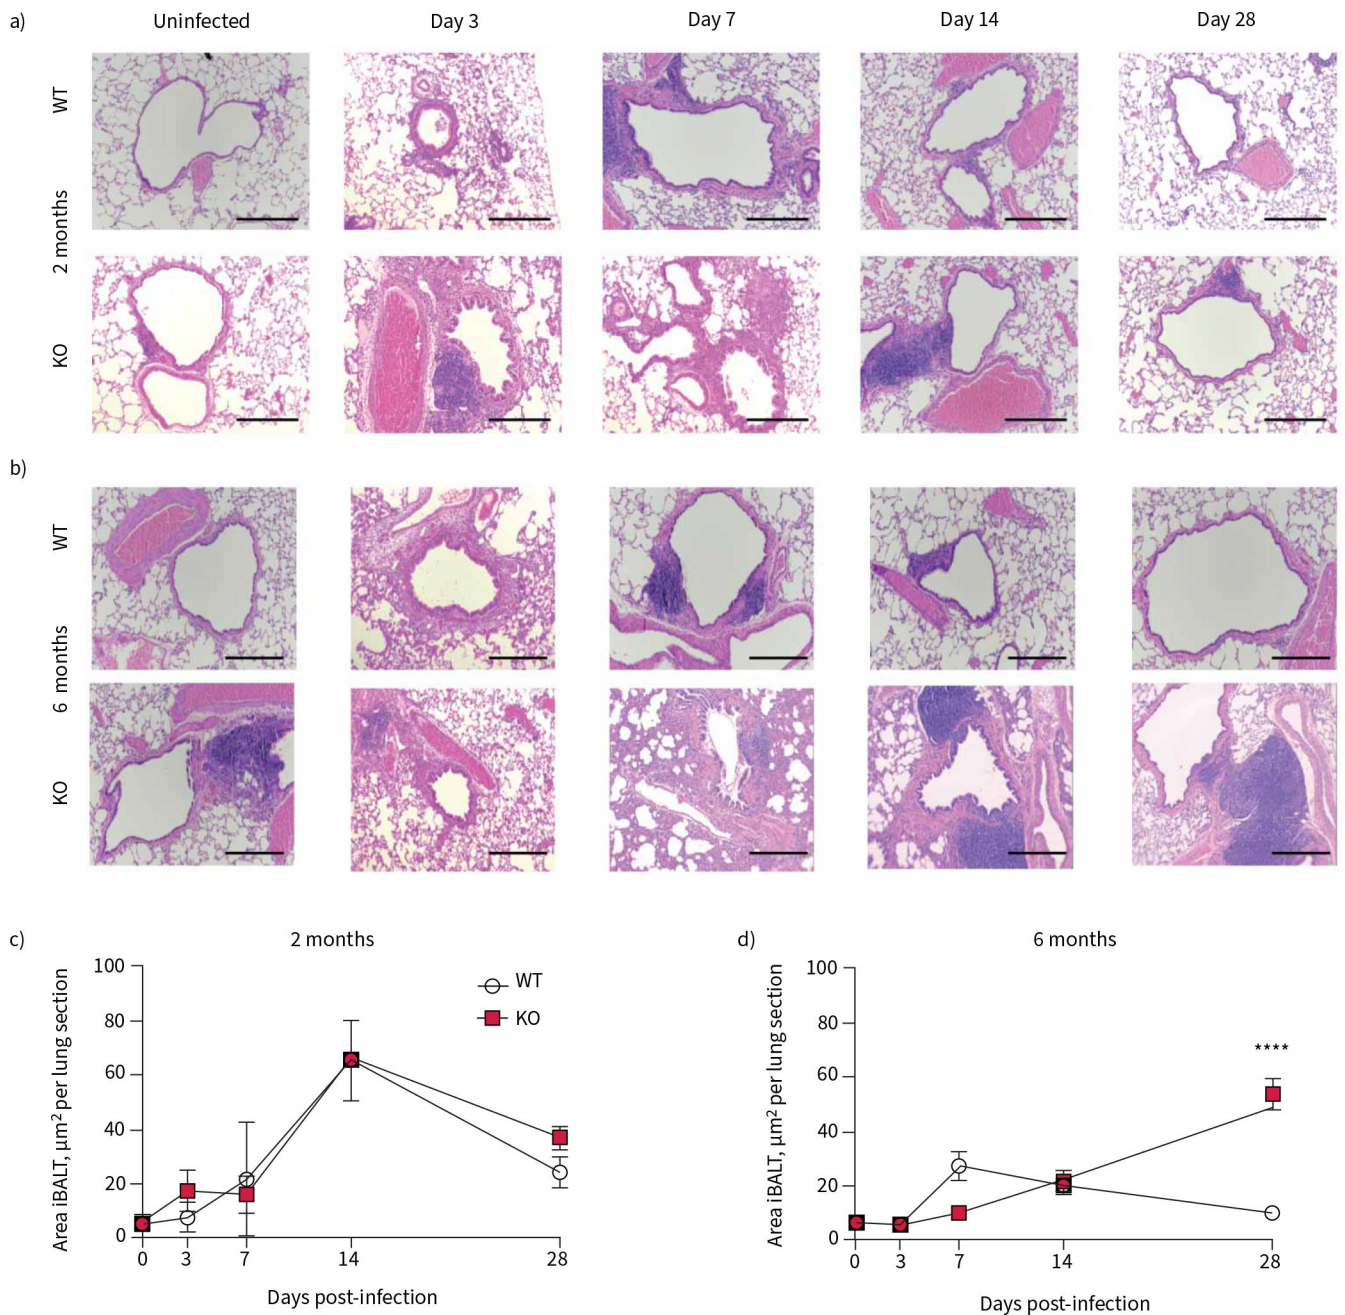 a) Uninfected Day 3 Day 7 Day 14 Day 28
WT
2 months
KO
b)
WT
6 months
KO
c) 2 months
Area iBALT, μm² per lung section
100
80
60
40
20
0
WT
KO
0 3 7 14 28
Days post-infection
d) 6 months
Area iBALT, μm² per lung section
100
80
60
40
20
0
****
0 3 7 14 28
Days post-infection